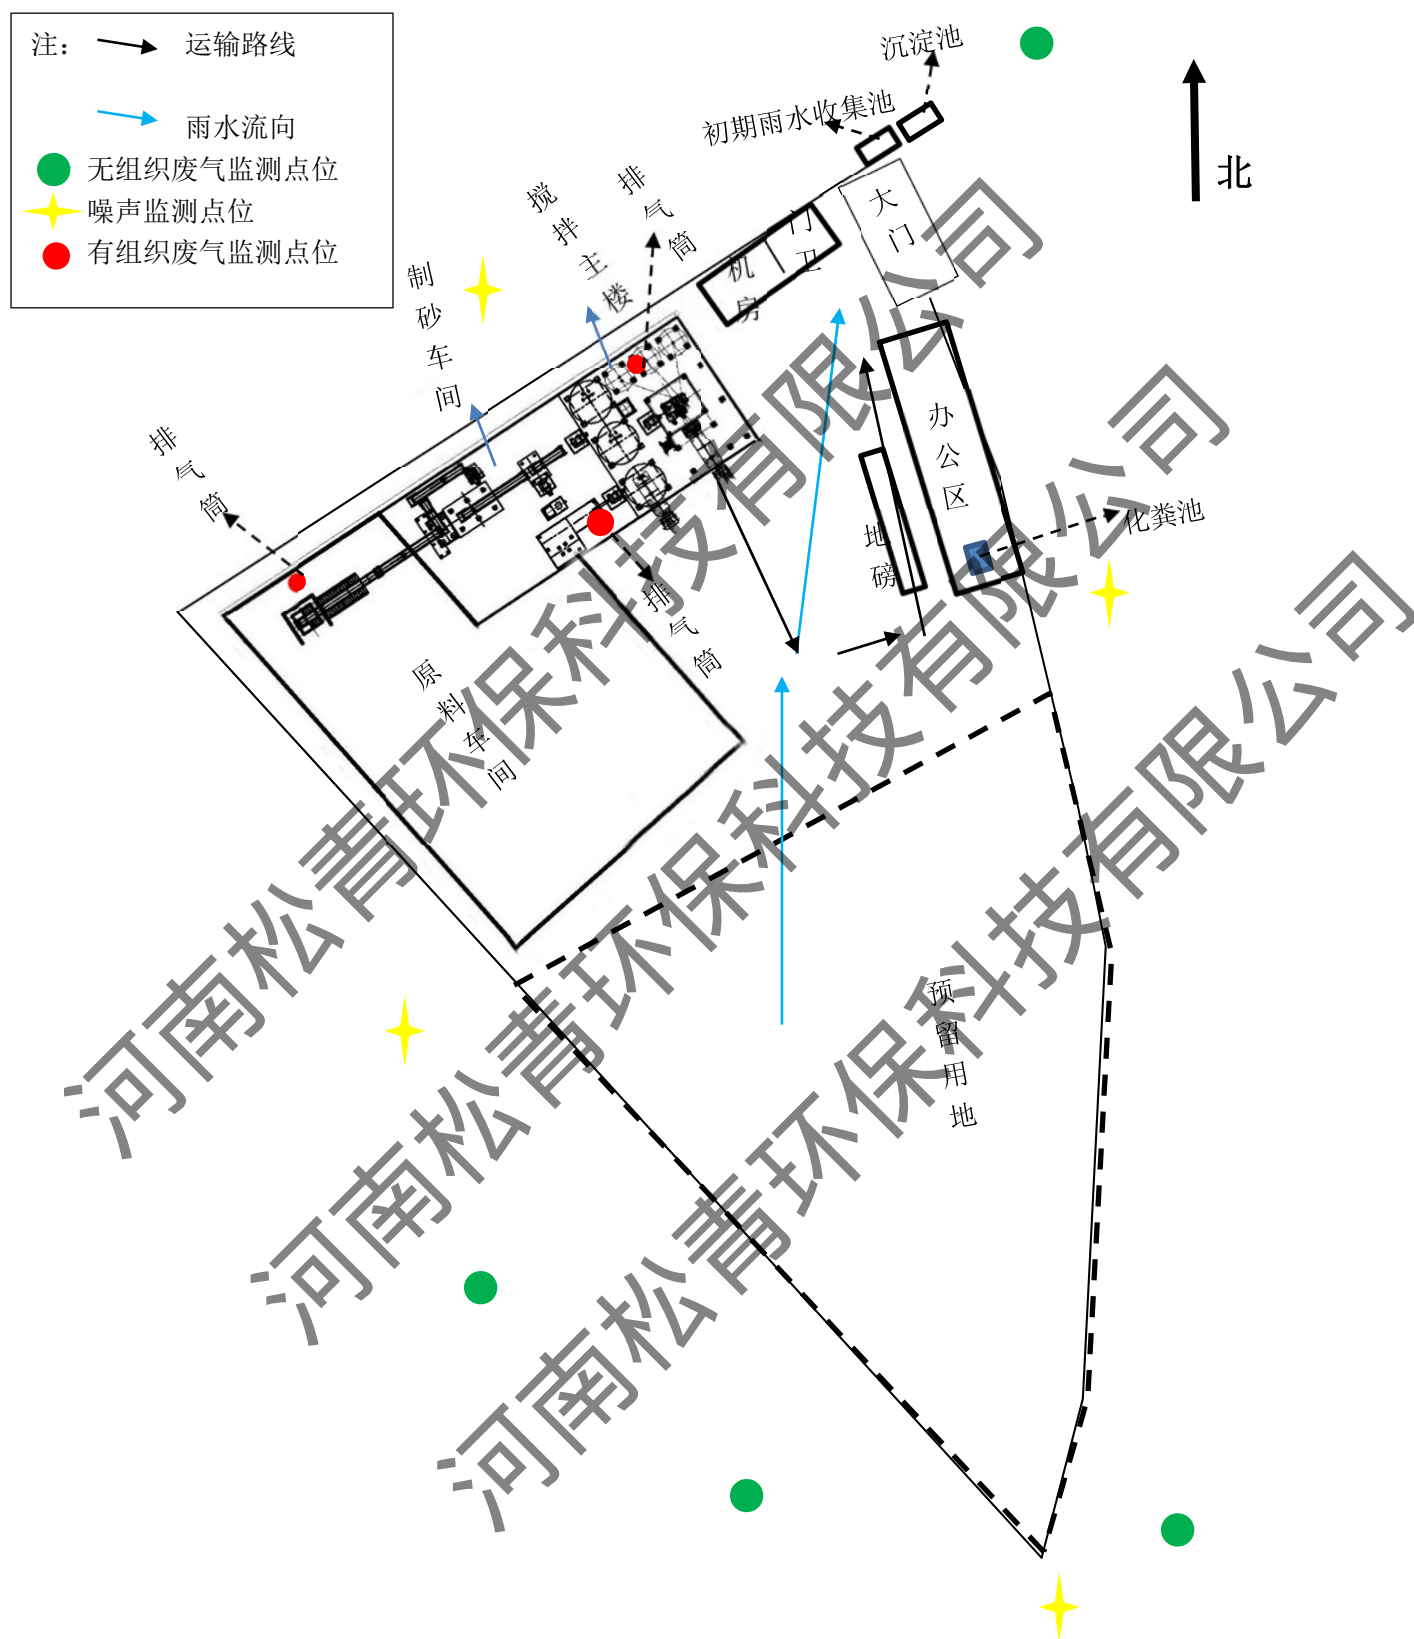 注：
运输路线
雨水流向
无组织废气监测点位
噪声监测点位
有组织废气监测点位
沉淀池
初期雨水收集池
北
大门
门卫
机房
排气筒
搅拌主楼
制砂车间
排气筒
办公区
地磅
化粪池
排气筒
原料车间
预留用地
河南松青环保科技有限公司
河南松青环保科技有限公司
河南松青环保科技有限公司